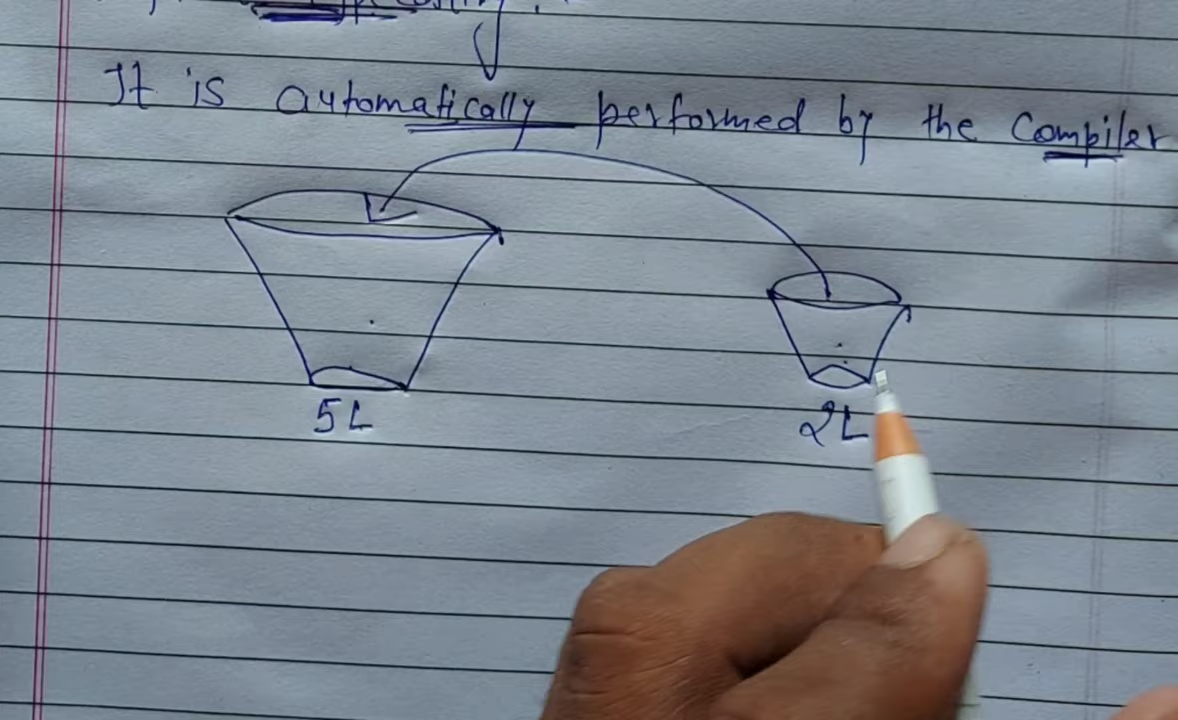 It is automatically performed by the Compiler
5L
2L